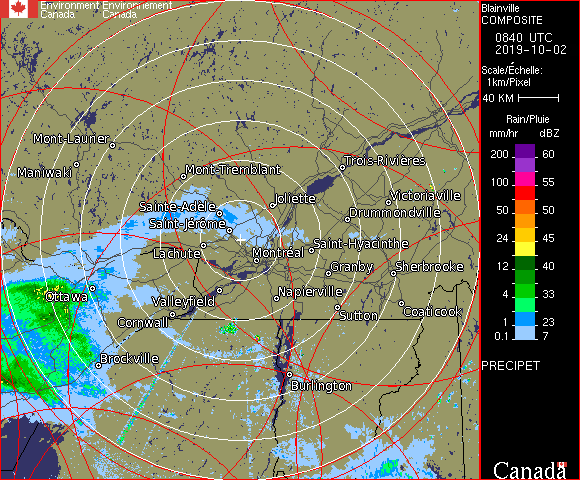 Environment Environnement
Canada Canada
Blainville
COMPOSITE
0840 UTC
2019-10-02
Scale/Échelle:
1km/Pixel
40 KM
Rain/Pluie
mm/hr dBZ
200 60
100 55
50 50
24 45
12 40
4 33
1 23
0.1 7
PRECIPET
Mont-Laurier
Maniwaki
Mont-Tremblant
Trois-Rivières
Joliette
Victoriaville
Sainte-Adèle
Drummondville
Saint-Jérôme
Saint-Hyacinthe
Lachute
Montréal
Granby
Sherbrooke
Ottawa
Napierville
Valleyfield
Coaticook
Sutton
Cornwall
Brockville
Burlington
Canada